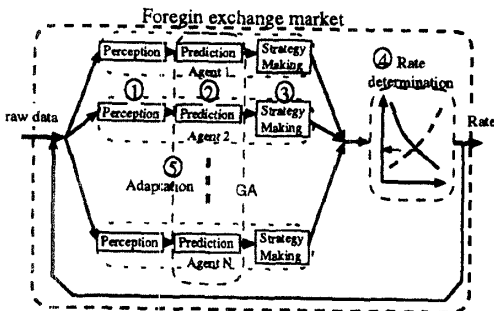 Foregin exchange market
Perception
Prediction
Strategy
Making
Agent 1
④ Rate
determination
①
②
③
raw data
Perception
Prediction
Strategy
Making
Agent 2
Rate
⑤
Adaptation
GA
Perception
Prediction
Strategy
Making
Agent N